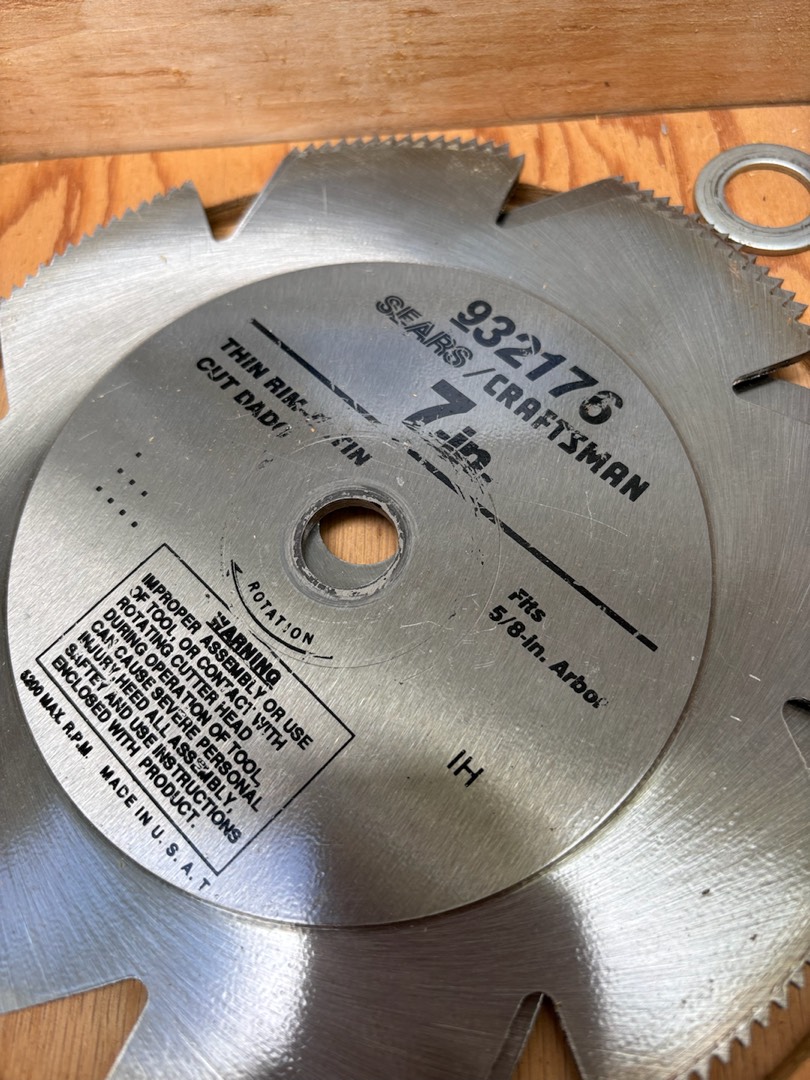 932176
SEARS/CRAFTSMAN
7-in.
THIN RIM-
CUT DADO
Fits
5/8-In. Arbor
ROTATION
WARNING
IMPROPER ASSEMBLY OR USE
OF TOOL, OR CONTACT WITH
ROTATING CUTTER HEAD
DURING OPERATION OF TOOL,
CAN CAUSE SEVERE PERSONAL
INJURY. HEED ALL ASSEMBLY,
SAFTEY AND USE INSTRUCTIONS
ENCLOSED WITH PRODUCT.
MAX. R.P.M.
MADE IN U.S.A. T
IH